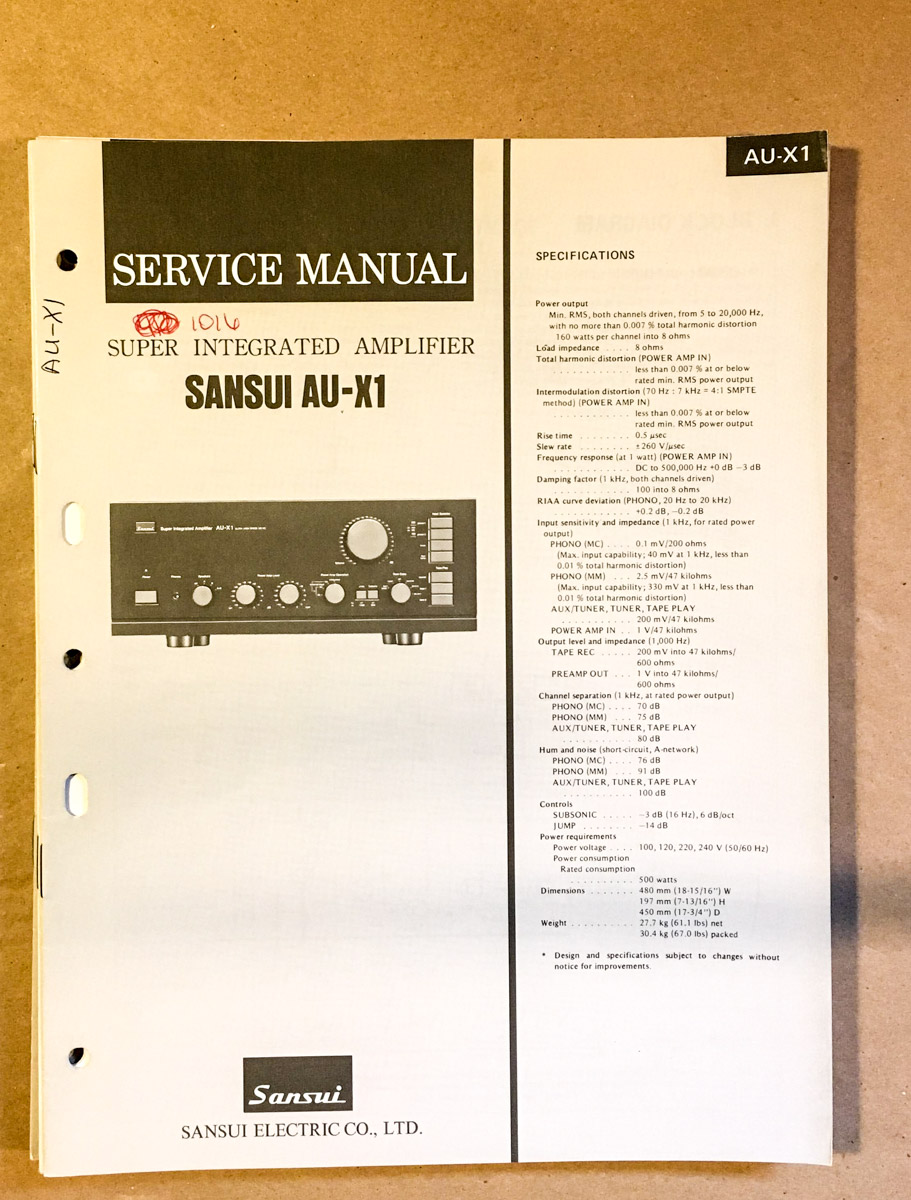 AU-X1
SERVICE MANUAL
1016
AU-X1
SUPER INTEGRATED AMPLIFIER
SANSUI AU-X1
Sansui
Super Integrated Amplifier AU-X1
Sansui
SANSUI ELECTRIC CO., LTD.
SPECIFICATIONS
Power output
Min. RMS, both channels driven, from 5 to 20,000 Hz,
with no more than 0.007 % total harmonic distortion
160 watts per channel into 8 ohms
Load impedance . . . . 8 ohms
Total harmonic distortion (POWER AMP IN)
. . . . . . . . . . . . less than 0.007 % at or below
rated min. RMS power output
Intermodulation distortion (70 Hz : 7 kHz = 4:1 SMPTE
method) (POWER AMP IN)
. . . . . . . . . . . . less than 0.007 % at or below
rated min. RMS power output
Rise time . . . . . . . . 0.5 μsec
Slew rate . . . . . . . . ±260 V/μsec
Frequency response (at 1 watt) (POWER AMP IN)
. . . . . . . . . . . . DC to 500,000 Hz +0 dB −3 dB
Damping factor (1 kHz, both channels driven)
. . . . . . . . . . . . 100 into 8 ohms
RIAA curve deviation (PHONO, 20 Hz to 20 kHz)
. . . . . . . . . . . . +0.2 dB, −0.2 dB
Input sensitivity and impedance (1 kHz, for rated power
output)
PHONO (MC) . . . . 0.1 mV/200 ohms
(Max. input capability; 40 mV at 1 kHz, less than
0.01 % total harmonic distortion)
PHONO (MM) . . . 2.5 mV/47 kilohms
(Max. input capability; 330 mV at 1 kHz, less than
0.01 % total harmonic distortion)
AUX/TUNER, TUNER, TAPE PLAY
. . . . . . . . . . . 200 mV/47 kilohms
POWER AMP IN . . 1 V/47 kilohms
Output level and impedance (1,000 Hz)
TAPE REC . . . . . 200 mV into 47 kilohms/
600 ohms
PREAMP OUT . . . 1 V into 47 kilohms/
600 ohms
Channel separation (1 kHz, at rated power output)
PHONO (MC) . . . . 70 dB
PHONO (MM) . . . 75 dB
AUX/TUNER, TUNER, TAPE PLAY
. . . . . . . . . . . 80 dB
Hum and noise (short-circuit, A-network)
PHONO (MC) . . . . 76 dB
PHONO (MM) . . . 91 dB
AUX/TUNER, TUNER, TAPE PLAY
. . . . . . . . . . . 100 dB
Controls
SUBSONIC . . . . . −3 dB (16 Hz), 6 dB/oct
JUMP . . . . . . . . −14 dB
Power requirements
Power voltage . . . . 100, 120, 220, 240 V (50/60 Hz)
Power consumption
Rated consumption
. . . . . . . . . . 500 watts
Dimensions . . . . . . . 480 mm (18-15/16") W
197 mm (7-13/16") H
450 mm (17-3/4") D
Weight . . . . . . . . . . 27.7 kg (61.1 lbs) net
30.4 kg (67.0 lbs) packed
* Design and specifications subject to changes without
notice for improvements.